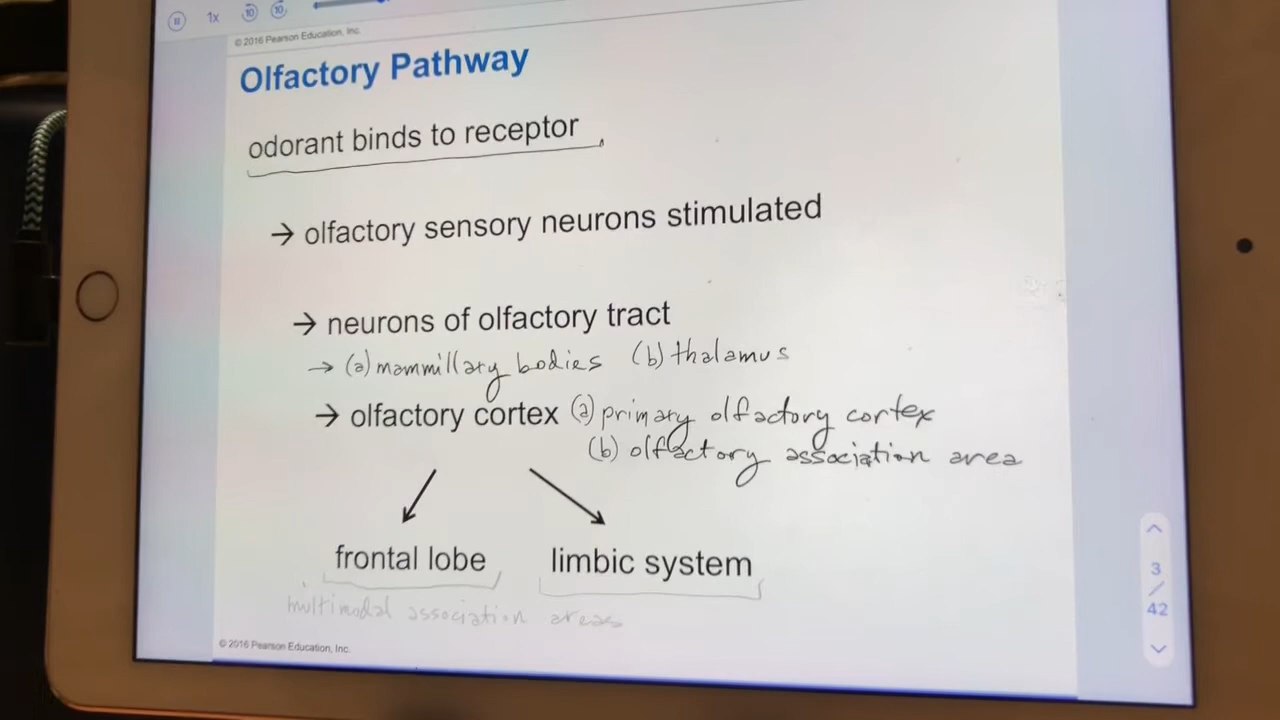 1x 10 10
© 2016 Pearson Education, Inc.
Olfactory Pathway
odorant binds to receptor
→ olfactory sensory neurons stimulated
→ neurons of olfactory tract
→ (a) mammillary bodies (b) thalamus
→ olfactory cortex (a) primary olfactory cortex
(b) olfactory association area
frontal lobe limbic system
multimodal association areas
3
/
42
© 2016 Pearson Education, Inc.